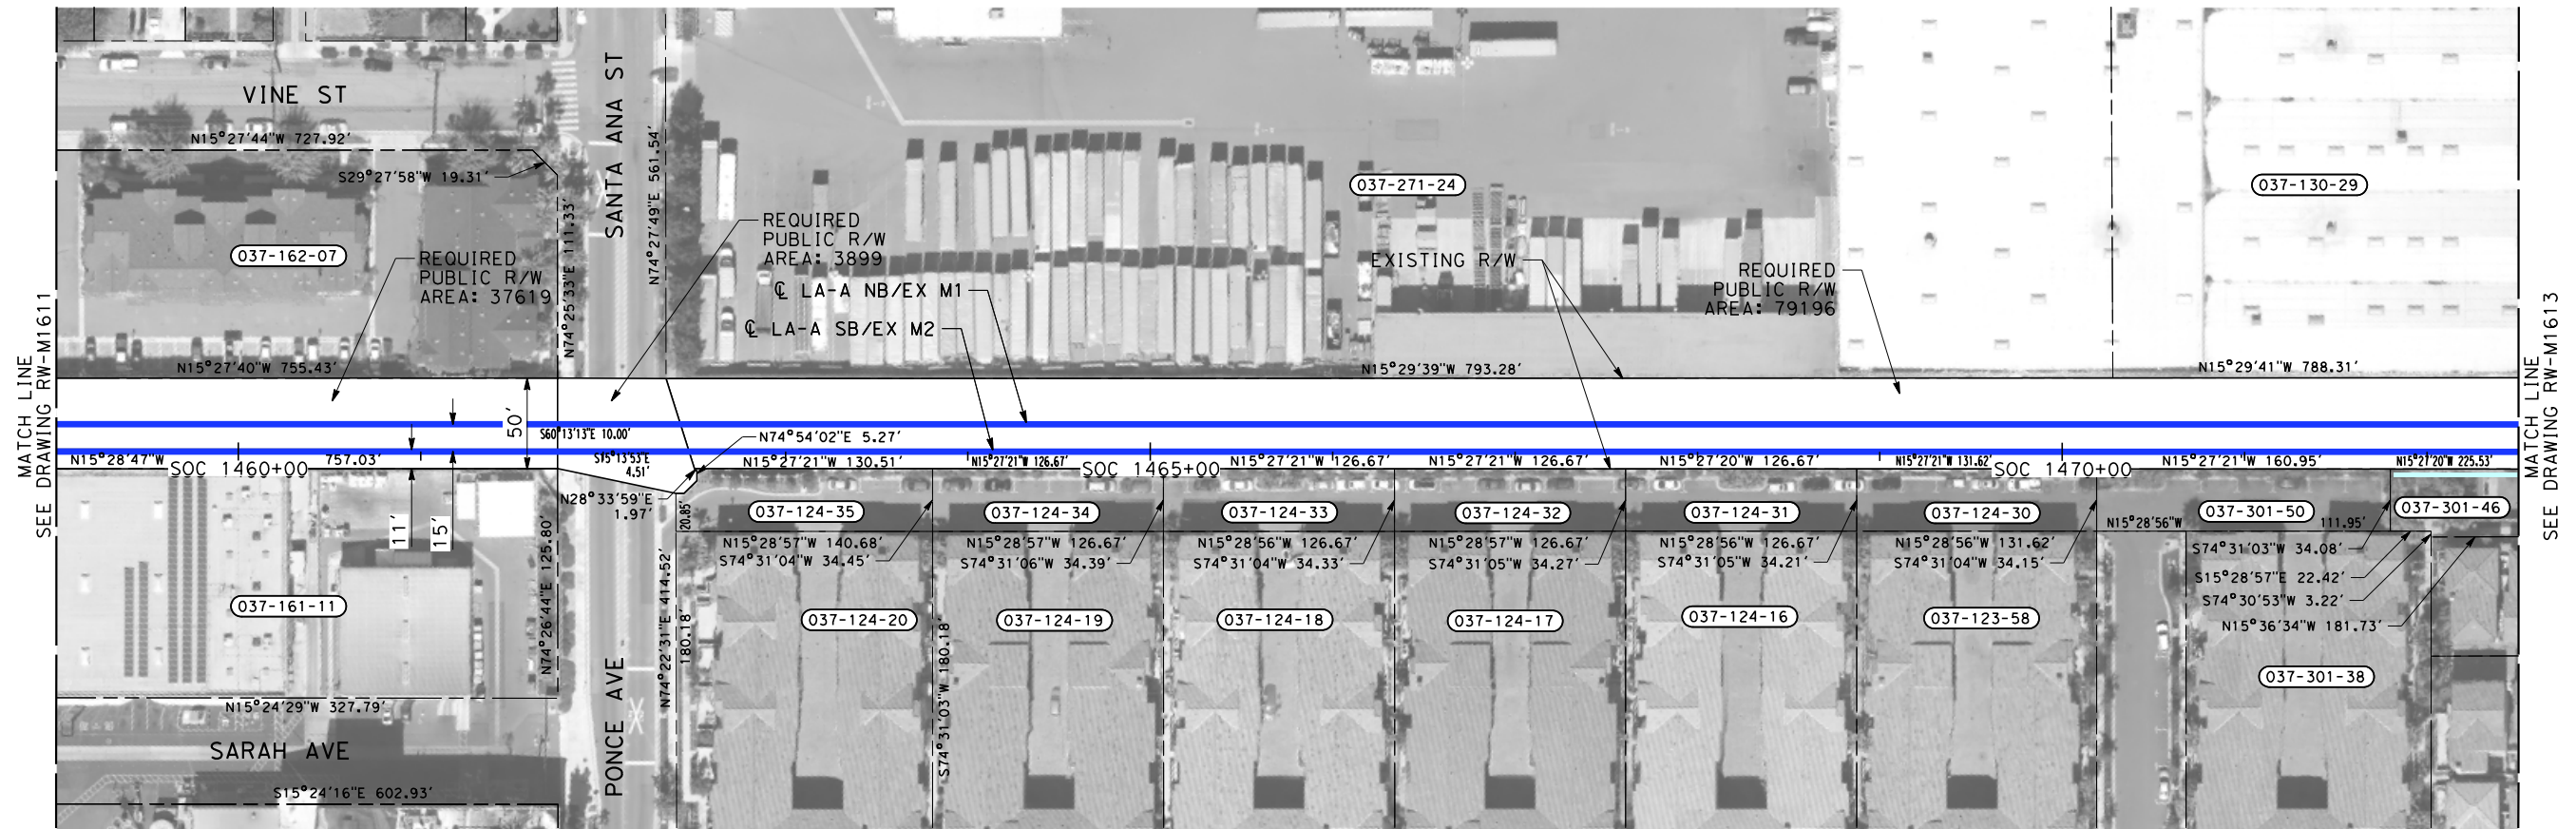 VINE ST
N15°27'44"W 727.92'
S29°27'58"W 19.31'
N74°25'33"E 111.33'
SANTA ANA ST
N74°27'49"E 561.54'
037-162-07
REQUIRED
PUBLIC R/W
AREA: 37619
REQUIRED
PUBLIC R/W
AREA: 3899
℄ LA-A NB/EX M1
℄ LA-A SB/EX M2
037-271-24
EXISTING R/W
REQUIRED
PUBLIC R/W
AREA: 79196
037-130-29
N15°27'40"W 755.43'
N15°29'39"W 793.28'
N15°29'41"W 788.31'
MATCH LINE
SEE DRAWING RW-M1611
MATCH LINE
SEE DRAWING RW-M1613
50'
S60°13'13"E 10.00'
N74°54'02"E 5.27'
N15°28'47"W 757.03'
SOC 1460+00
S15°13'53"E
4.51'
N15°27'21"W 130.51'
N15°27'21"W 126.67'
SOC 1465+00
N15°27'21"W 126.67'
N15°27'21"W 126.67'
N15°27'20"W 126.67'
N15°27'21"W 131.62'
SOC 1470+00
N15°27'21"W 160.95'
N15°27'20"W 225.53'
N28°33'59"E
1.97'
20.85'
11'
15'
037-124-35
037-124-34
037-124-33
037-124-32
037-124-31
037-124-30
037-301-50
037-301-46
N15°28'56"W 111.95'
N15°28'57"W 140.68'
S74°31'04"W 34.45'
N15°28'57"W 126.67'
S74°31'06"W 34.39'
N15°28'56"W 126.67'
S74°31'04"W 34.33'
N15°28'57"W 126.67'
S74°31'05"W 34.27'
N15°28'56"W 126.67'
S74°31'05"W 34.21'
N15°28'56"W 131.62'
S74°31'04"W 34.15'
S74°31'03"W 34.08'
S15°28'57"E 22.42'
S74°30'53"W 3.22'
N15°36'34"W 181.73'
037-161-11
N74°26'44"E 125.80'
PONCE AVE
N74°22'31"E 414.52'
180.18'
S74°31'03"W 180.18'
037-124-20
037-124-19
037-124-18
037-124-17
037-124-16
037-123-58
037-301-38
N15°24'29"W 327.79'
SARAH AVE
S15°24'16"E 602.93'